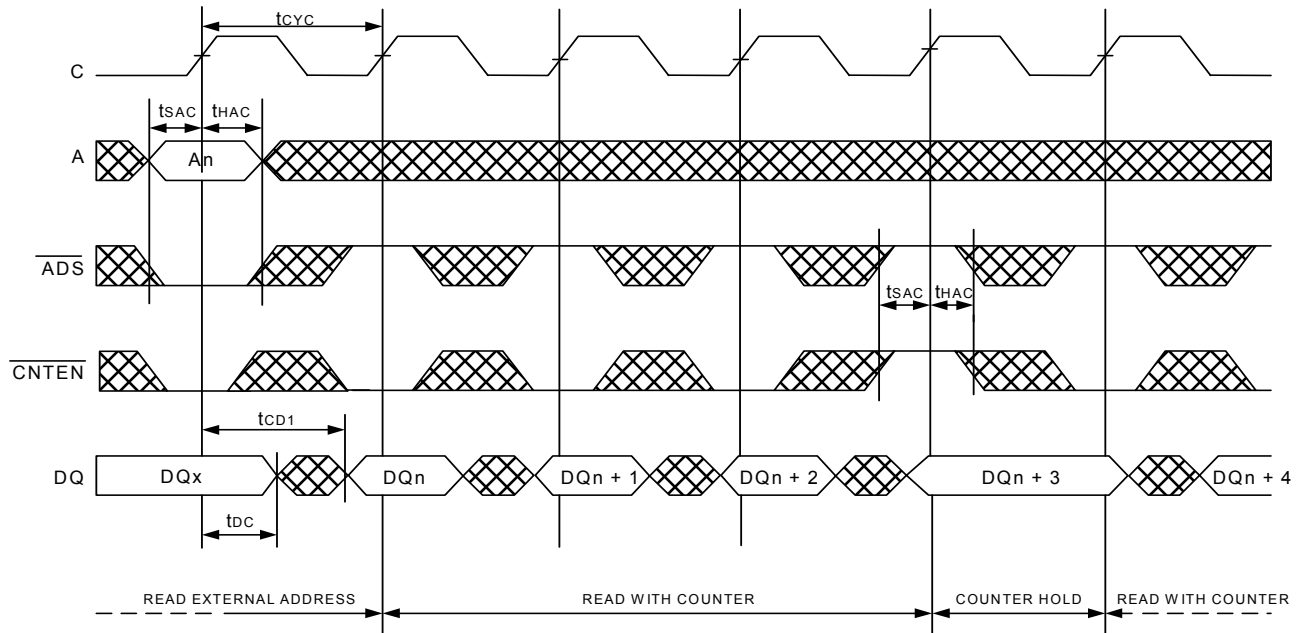 tCYC
C
tSAC tHAC
A An
ADS
tSAC tHAC
CNTEN
tCD1
DQ DQx DQn DQn + 1 DQn + 2 DQn + 3 DQn + 4
tDC
READ EXTERNAL ADDRESS READ WITH COUNTER COUNTER HOLD READ WITH COUNTER